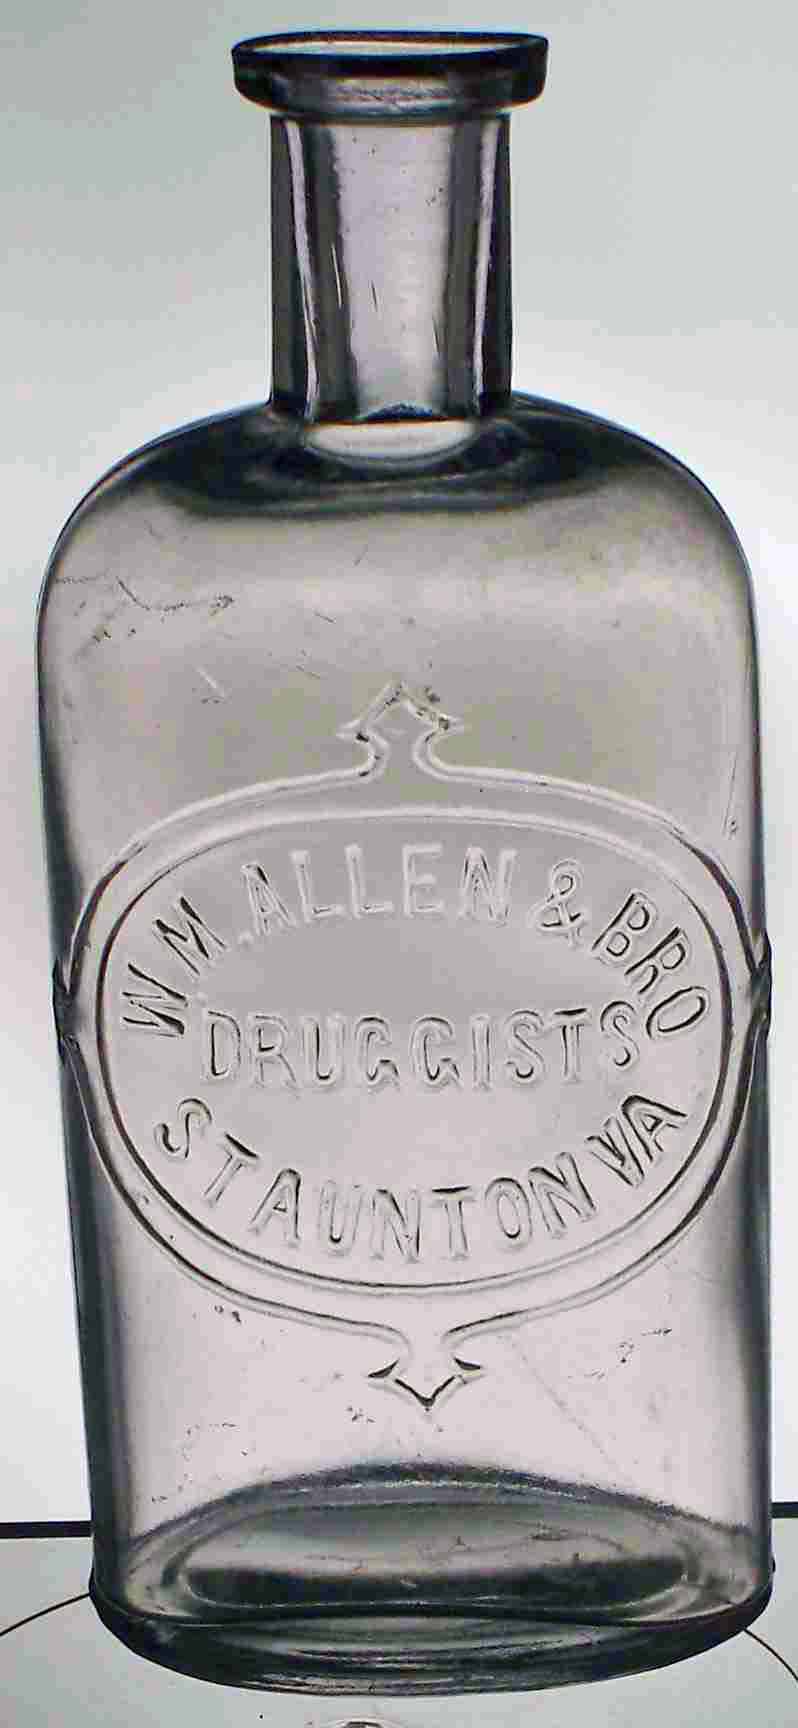 WM. ALLEN & BRO
DRUGGISTS
STAUNTON VA